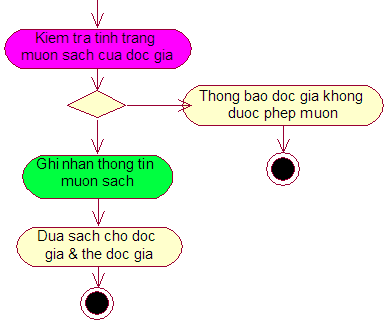 Kiem tra tinh trang
muon sach cua doc gia
Thong bao doc gia khong
duoc phep muon
Ghi nhan thong tin
muon sach
Dua sach cho doc
gia & the doc gia